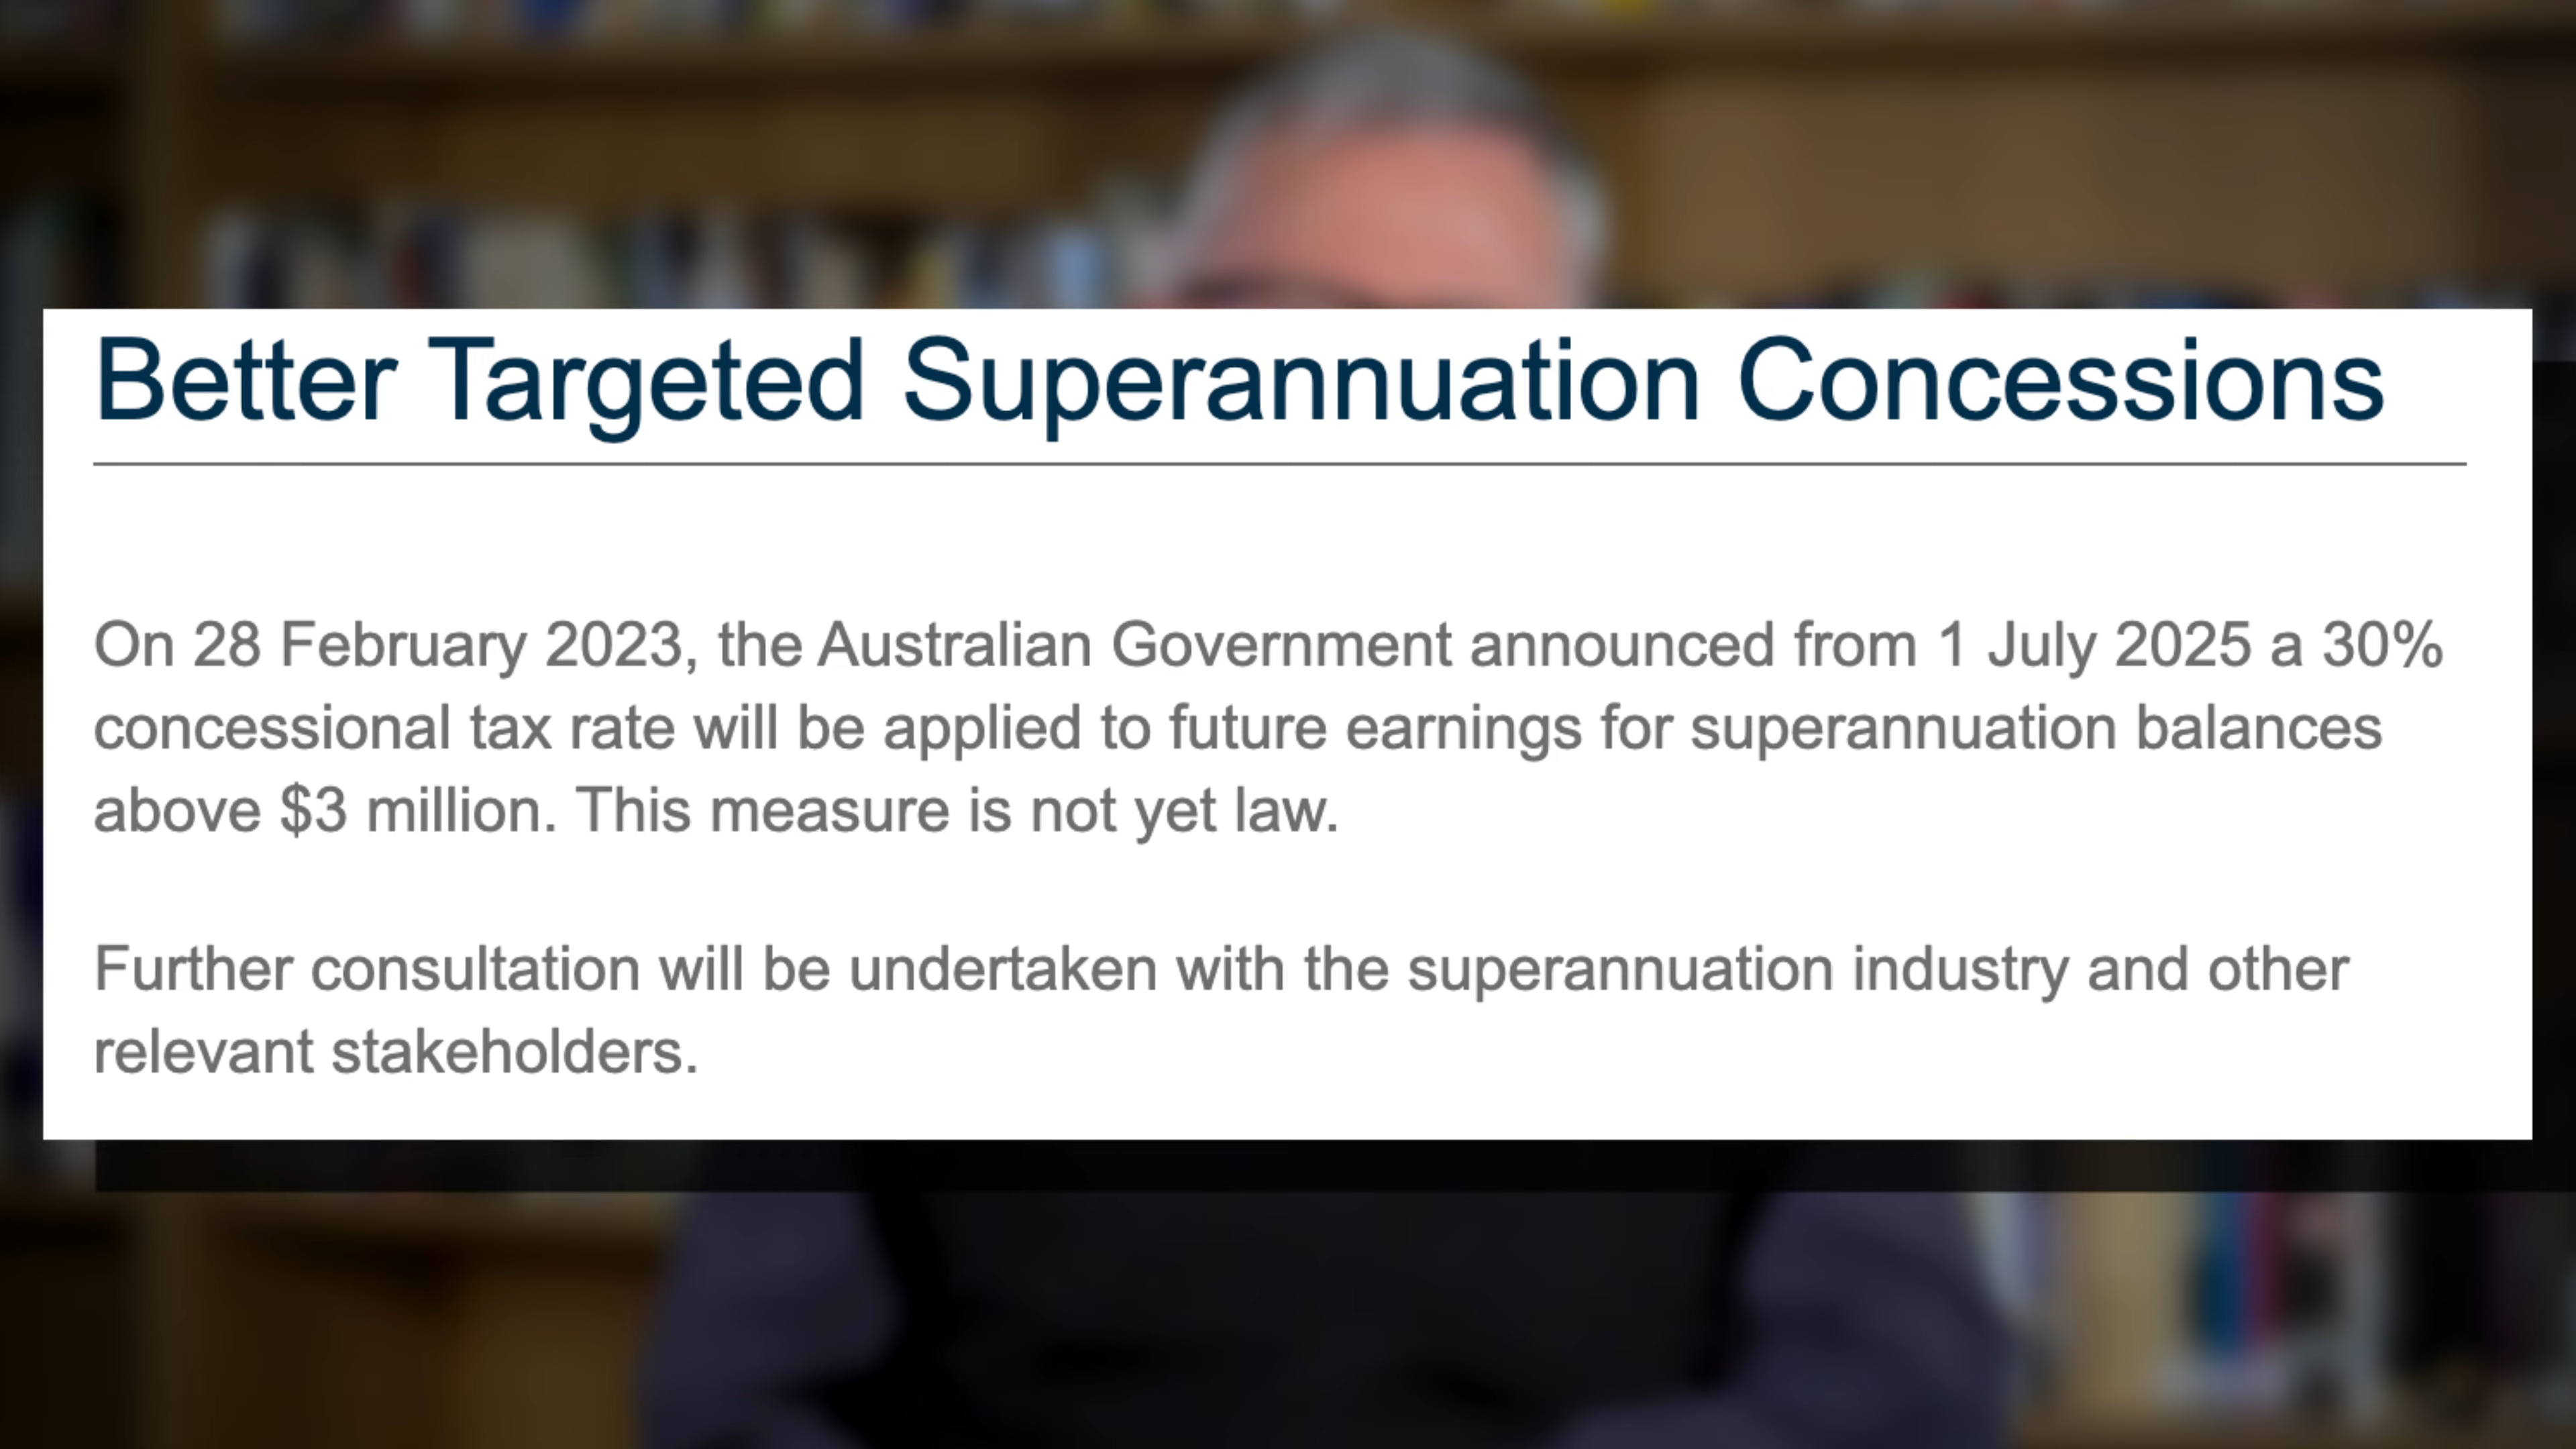 Better Targeted Superannuation Concessions
On 28 February 2023, the Australian Government announced from 1 July 2025 a 30%
concessional tax rate will be applied to future earnings for superannuation balances
above $3 million. This measure is not yet law.
Further consultation will be undertaken with the superannuation industry and other
relevant stakeholders.